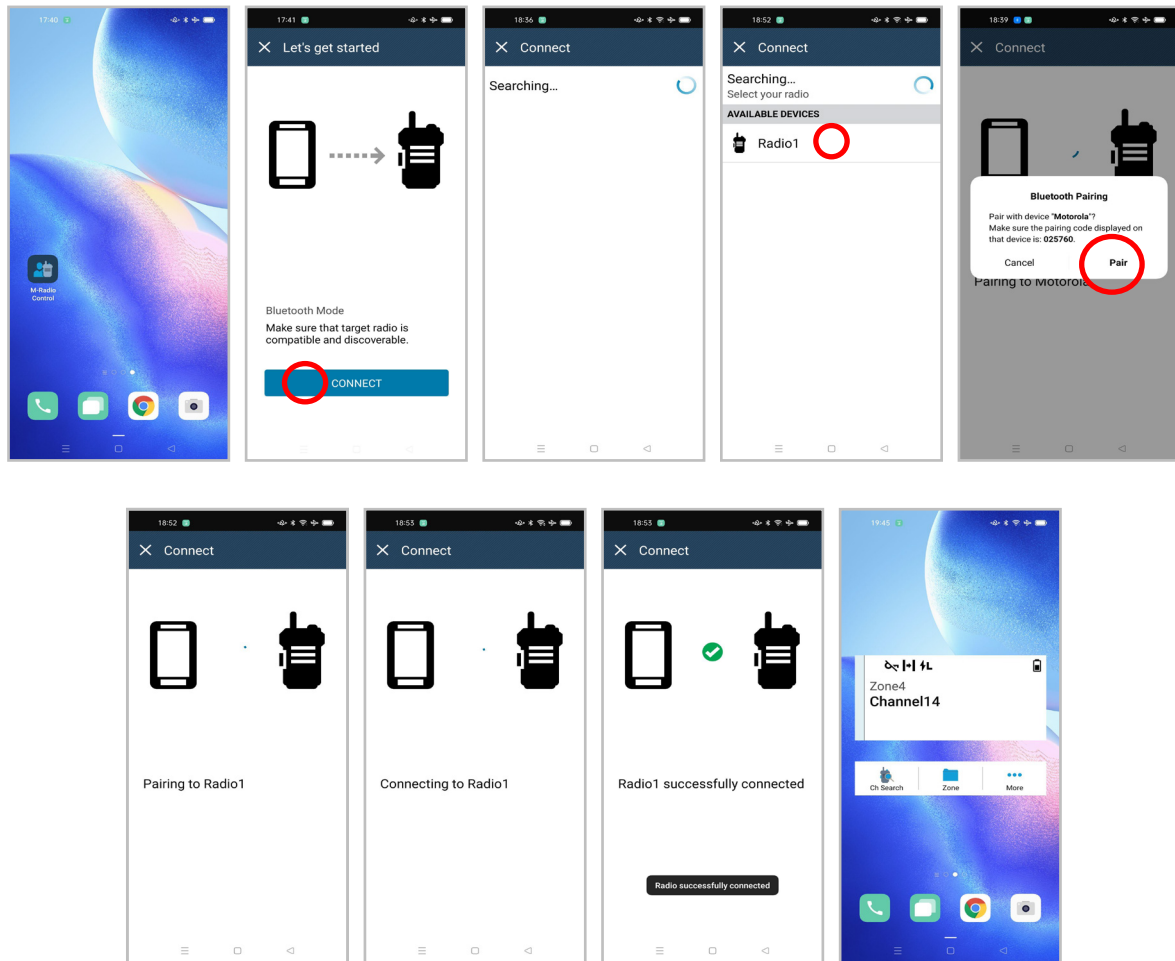 17:40
M-Radio
Control
17:41
Let's get started
Bluetooth Mode
Make sure that target radio is
compatible and discoverable.
CONNECT
18:36
Connect
Searching...
18:52
Connect
Searching...
Select your radio
AVAILABLE DEVICES
Radio1
18:39
Connect
Bluetooth Pairing
Pair with device "Motorola"?
Make sure the pairing code displayed on
that device is: 025760.
Cancel
Pair
Pairing to Motorola
18:52
Connect
Pairing to Radio1
18:53
Connect
Connecting to Radio1
18:53
Connect
Radio1 successfully connected
Radio successfully connected
19:45
L
Zone4
Channel14
Ch Search
Zone
More